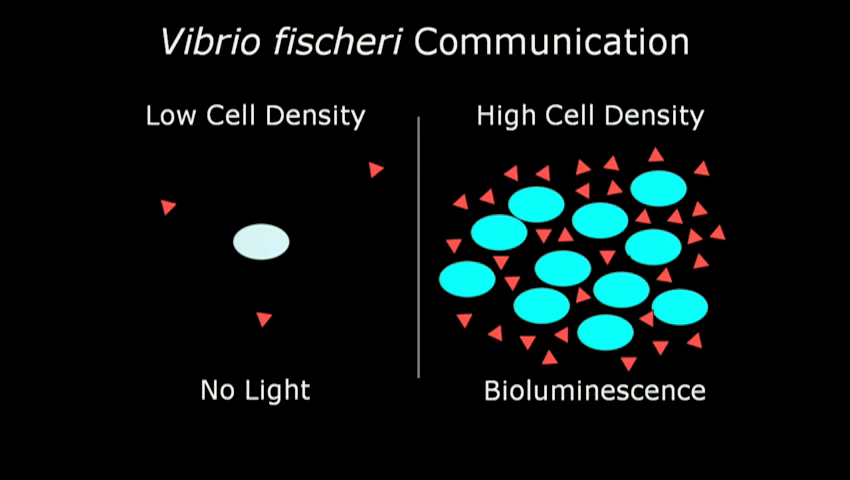 Vibrio fischeri Communication
Low Cell Density
High Cell Density
No Light
Bioluminescence